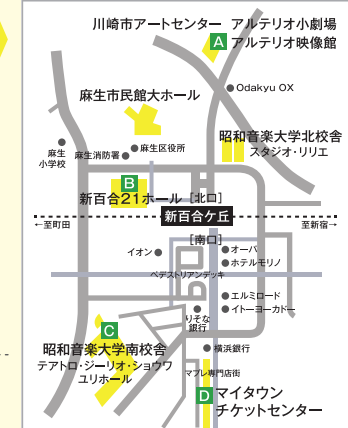 川崎市アートセンター アルテリオ小劇場
A アルテリオ映像館
Odakyu OX
麻生市民館大ホール
昭和音楽大学北校舎
スタジオ・リリエ
麻生
小学校
麻生消防署
麻生区役所
B
新百合21ホール
[北口]
新百合ケ丘
←至町田
至新宿→
[南口]
イオン
オーパ
ホテルモリノ
ペデストリアンデッキ
エルミロード
イトーヨーカドー
りそな
銀行
C
昭和音楽大学南校舎
テアトロ・ジーリオ・ショウワ
ユリホール
横浜銀行
マプレ専門店街
D マイタウン
チケットセンター